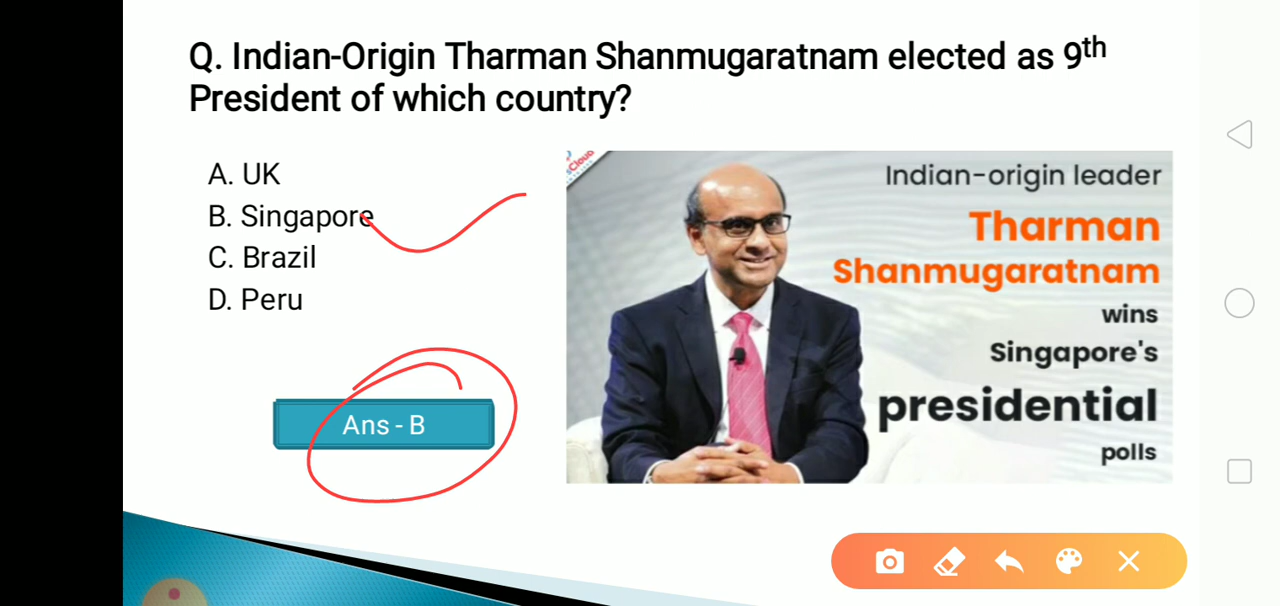 Q. Indian-Origin Tharman Shanmugaratnam elected as 9th
President of which country?
A. UK
B. Singapore
C. Brazil
D. Peru
Ans - B
Indian-origin leader
Tharman
Shanmugaratnam
wins
Singapore's
presidential
polls